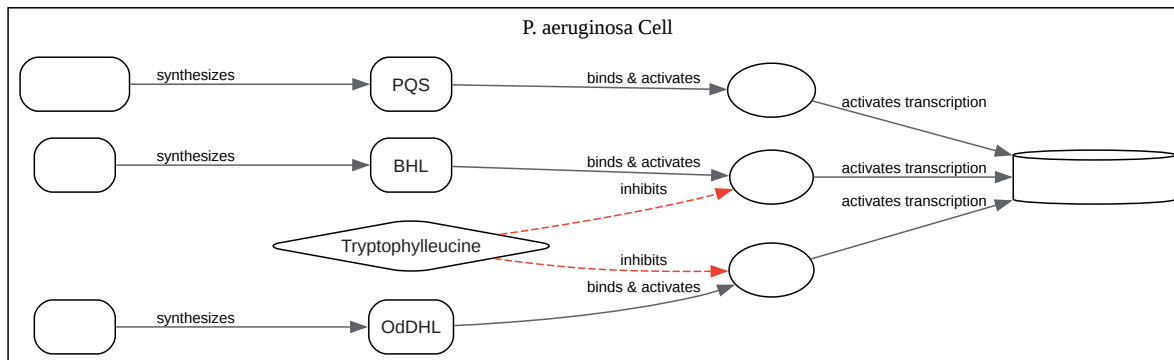 P. aeruginosa Cell
synthesizes
PQS
binds & activates
activates transcription
synthesizes
BHL
binds & activates
activates transcription
inhibits
activates transcription
Tryptophylleucine
inhibits
binds & activates
synthesizes
OdDHL